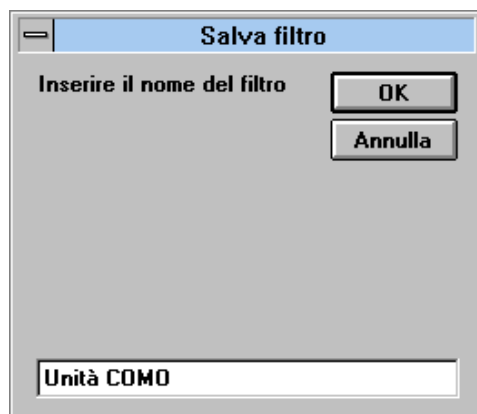 Salva filtro
Inserire il nome del filtro
OK
Annulla
Unità COMO